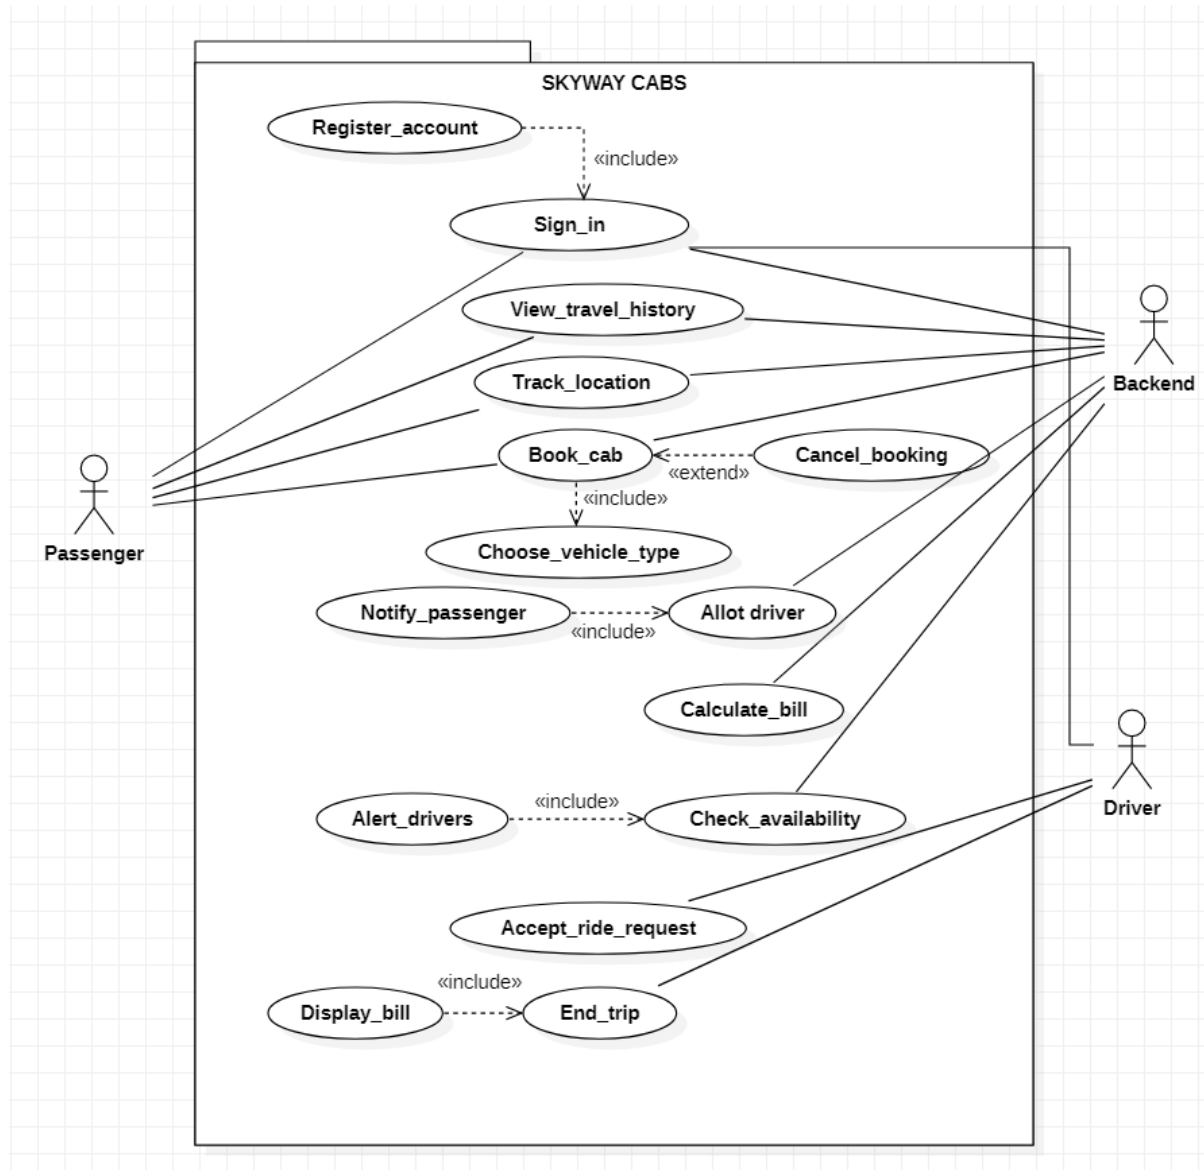 SKYWAY CABS
Register_account
«include»
Sign_in
View_travel_history
Track_location
Backend
Book_cab
Cancel_booking
«extend»
«include»
Passenger
Choose_vehicle_type
Notify_passenger
Allot driver
«include»
Calculate_bill
«include»
Alert_drivers
Check_availability
Driver
Accept_ride_request
«include»
Display_bill
End_trip